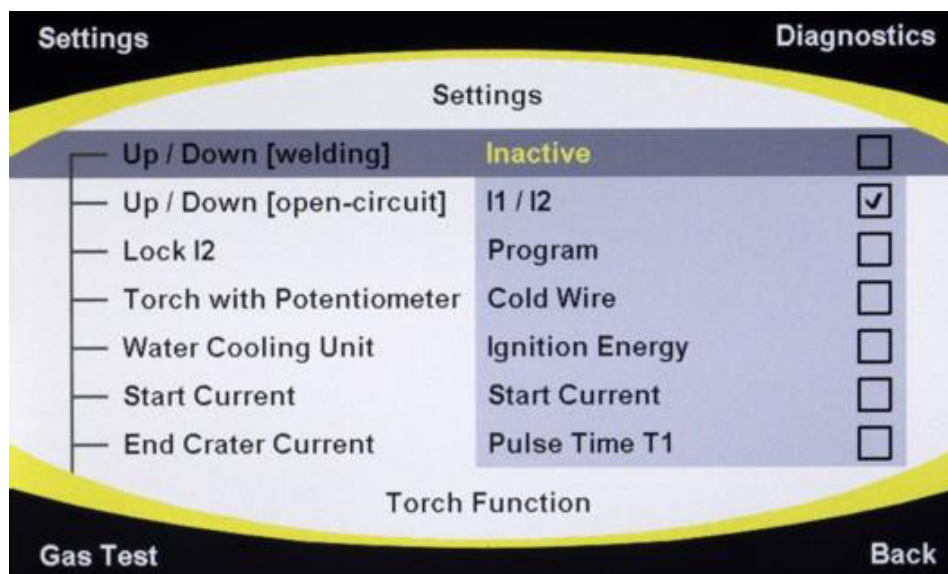 Settings Diagnostics
Settings
Up / Down [welding] Inactive
Up / Down [open-circuit] I1 / I2
Lock I2 Program
Torch with Potentiometer Cold Wire
Water Cooling Unit Ignition Energy
Start Current Start Current
End Crater Current Pulse Time T1
Torch Function
Gas Test Back